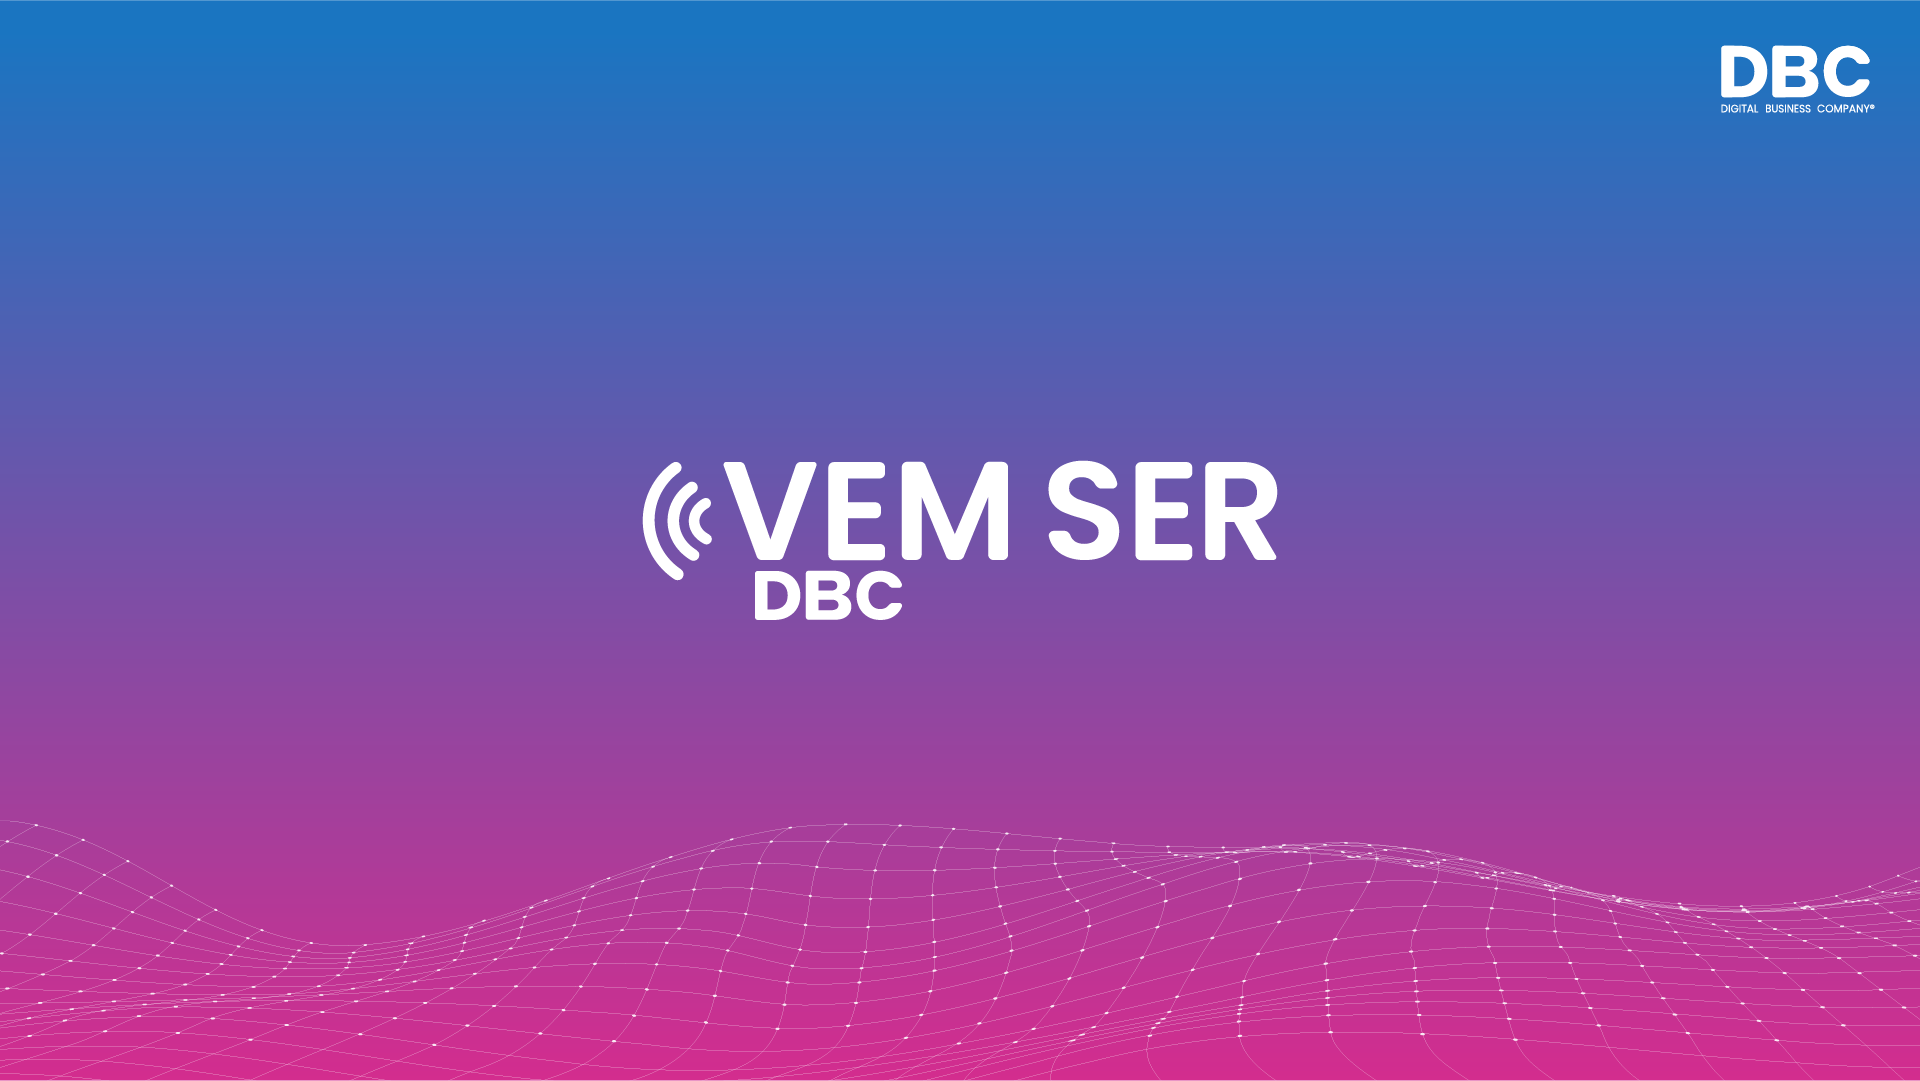 DBC
DIGITAL BUSINESS COMPANY®
VEM SER
DBC